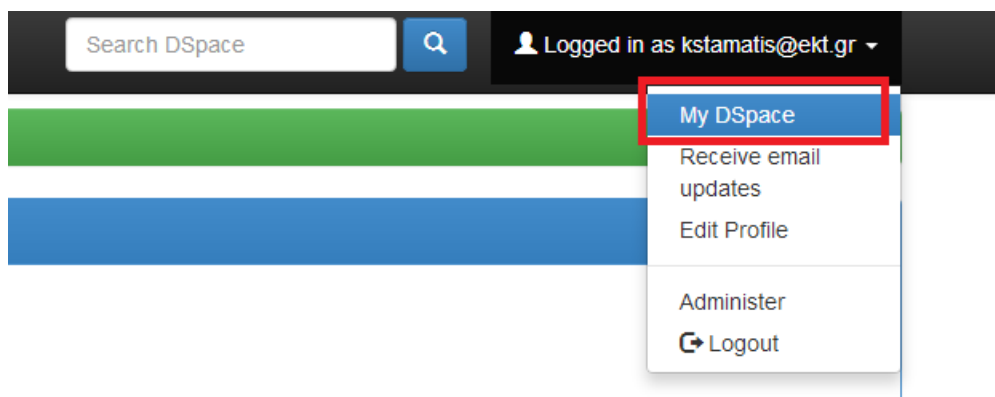 Search DSpace
Logged in as kstamatis@ekt.gr
My DSpace
Receive email
updates
Edit Profile
Administer
Logout